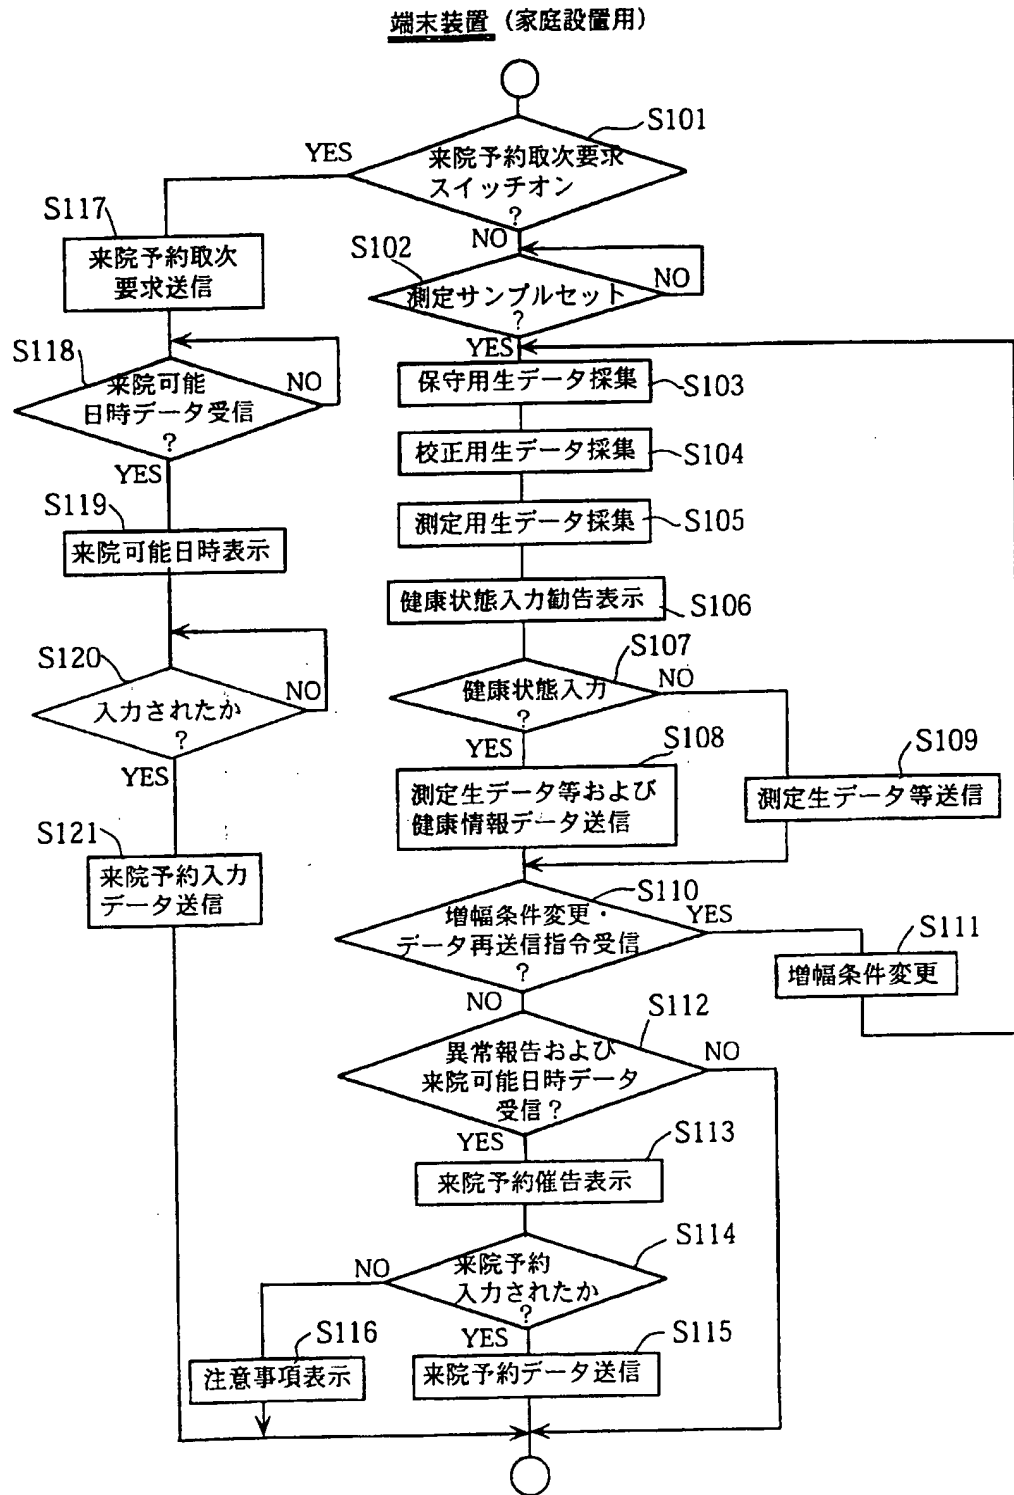 端末装置 (家庭設置用)
S101
YES
来院予約取次要求
スイッチオン
?
NO
S117
来院予約取次
要求送信
S102
NO
測定サンプルセット
?
YES
S118
来院可能
日時データ受信
?
NO
YES
保守用生データ採集
S103
校正用生データ採集
S104
S119
来院可能日時表示
測定用生データ採集
S105
健康状態入力勧告表示
S106
S120
入力されたか
?
NO
YES
S107
健康状態入力
?
NO
YES
S108
測定生データ等および
健康情報データ送信
S109
測定生データ等送信
S121
来院予約入力
データ送信
S110
増幅条件変更・
データ再送信指令受信
?
YES
NO
S111
増幅条件変更
S112
異常報告および
来院可能日時データ
受信?
NO
YES
S113
来院予約催告表示
S114
来院予約
入力されたか
?
NO
YES
S116
注意事項表示
S115
来院予約データ送信